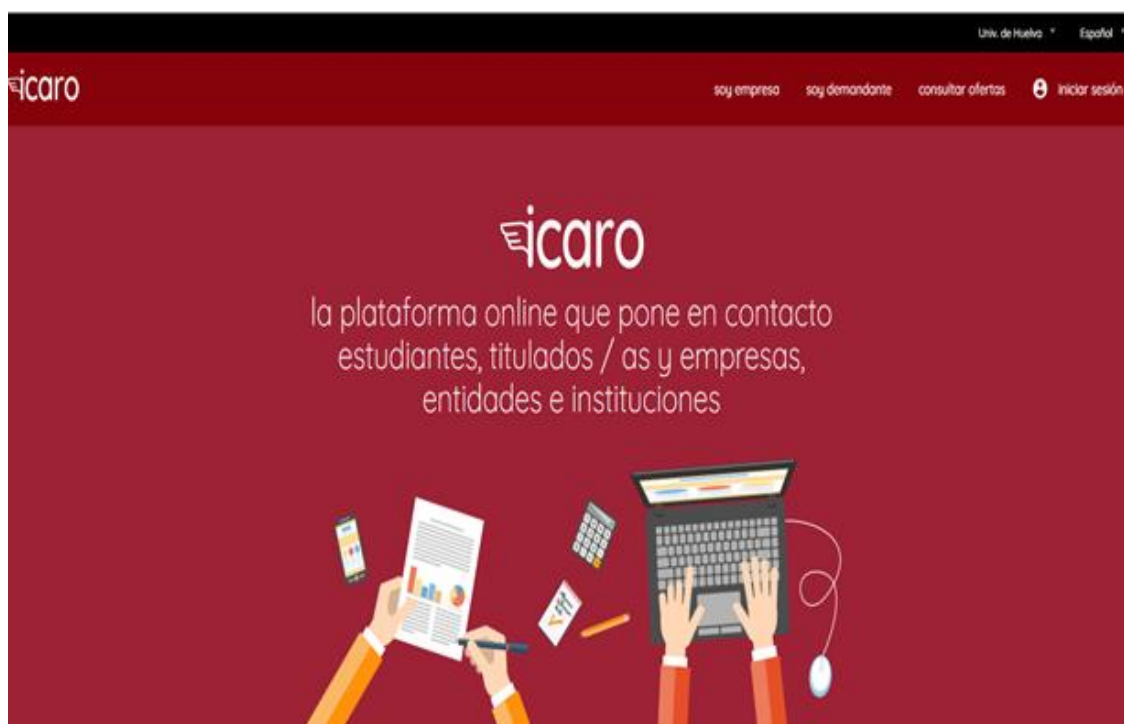 Univ. de Huelva Español
icaro
soy empresa soy demandante consultar ofertas iniciar sesión
icaro
la plataforma online que pone en contacto
estudiantes, titulados / as y empresas,
entidades e instituciones